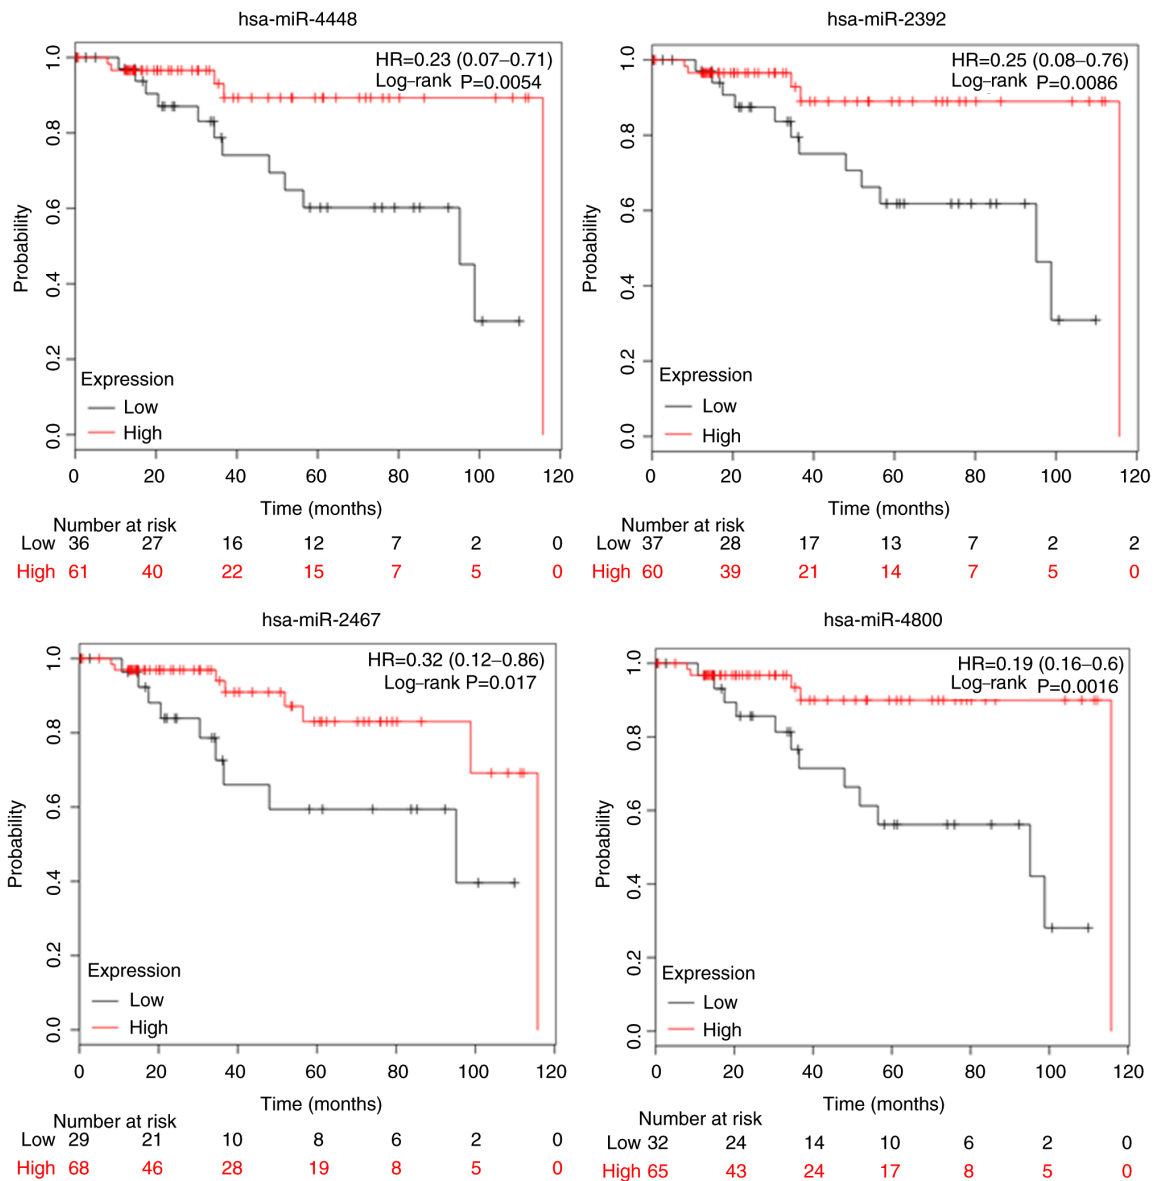 hsa-miR-4448
HR=0.23 (0.07–0.71)
Log–rank P=0.0054
Probability
1.0
0.8
0.6
0.4
0.2
0.0
Expression
Low
High
0 20 40 60 80 100 120
Time (months)
Number at risk
Low 36 27 16 12 7 2 0
High 61 40 22 15 7 5 0
hsa-miR-2392
HR=0.25 (0.08–0.76)
Log–rank P=0.0086
Probability
1.0
0.8
0.6
0.4
0.2
0.0
Expression
Low
High
0 20 40 60 80 100 120
Time (months)
Number at risk
Low 37 28 17 13 7 2 2
High 60 39 21 14 7 5 0
hsa-miR-2467
HR=0.32 (0.12–0.86)
Log–rank P=0.017
Probability
1.0
0.8
0.6
0.4
0.2
0.0
Expression
Low
High
0 20 40 60 80 100 120
Time (months)
Number at risk
Low 29 21 10 8 6 2 0
High 68 46 28 19 8 5 0
hsa-miR-4800
HR=0.19 (0.16–0.6)
Log–rank P=0.0016
Probability
1.0
0.8
0.6
0.4
0.2
0.0
Expression
Low
High
0 20 40 60 80 100 120
Time (months)
Number at risk
Low 32 24 14 10 6 2 0
High 65 43 24 17 8 5 0